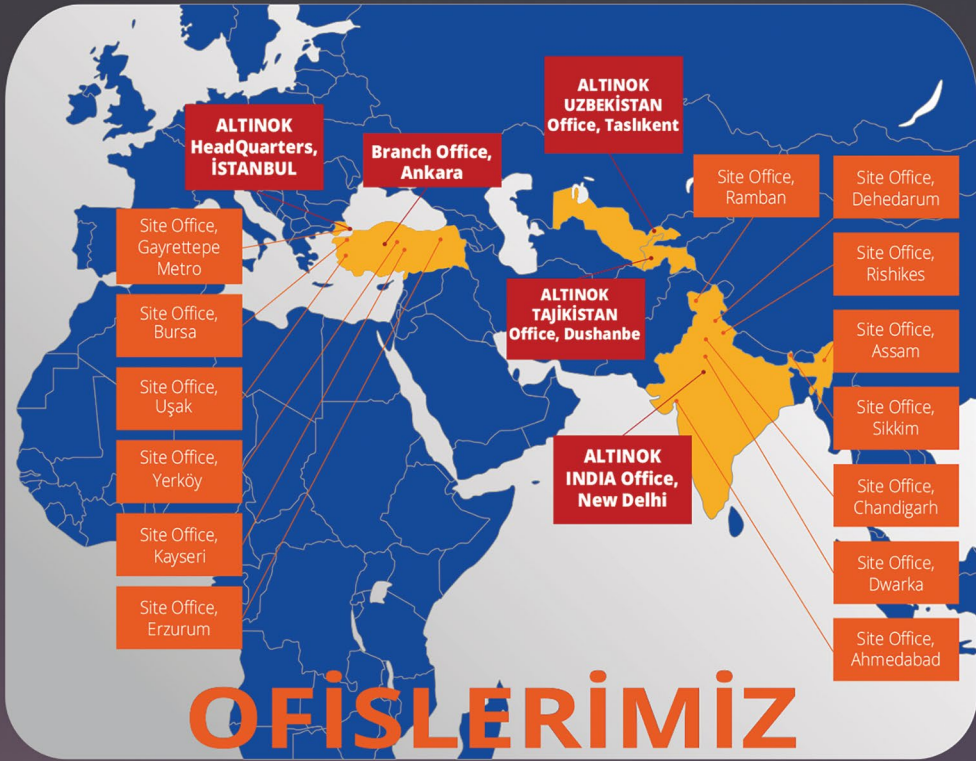 ALTINOK
HeadQuarters,
İSTANBUL
Branch Office,
Ankara
ALTINOK
UZBEKİSTAN
Office, Taslıkent
Site Office,
Ramban
Site Office,
Dehedarum
Site Office,
Gayrettepe
Metro
Site Office,
Rishikes
Site Office,
Bursa
ALTINOK
TAJİKİSTAN
Office, Dushanbe
Site Office,
Assam
Site Office,
Uşak
Site Office,
Sikkim
Site Office,
Yerköy
ALTINOK
INDIA Office,
New Delhi
Site Office,
Chandigarh
Site Office,
Kayseri
Site Office,
Dwarka
Site Office,
Erzurum
Site Office,
Ahmedabad
OFİSLERİMİZ